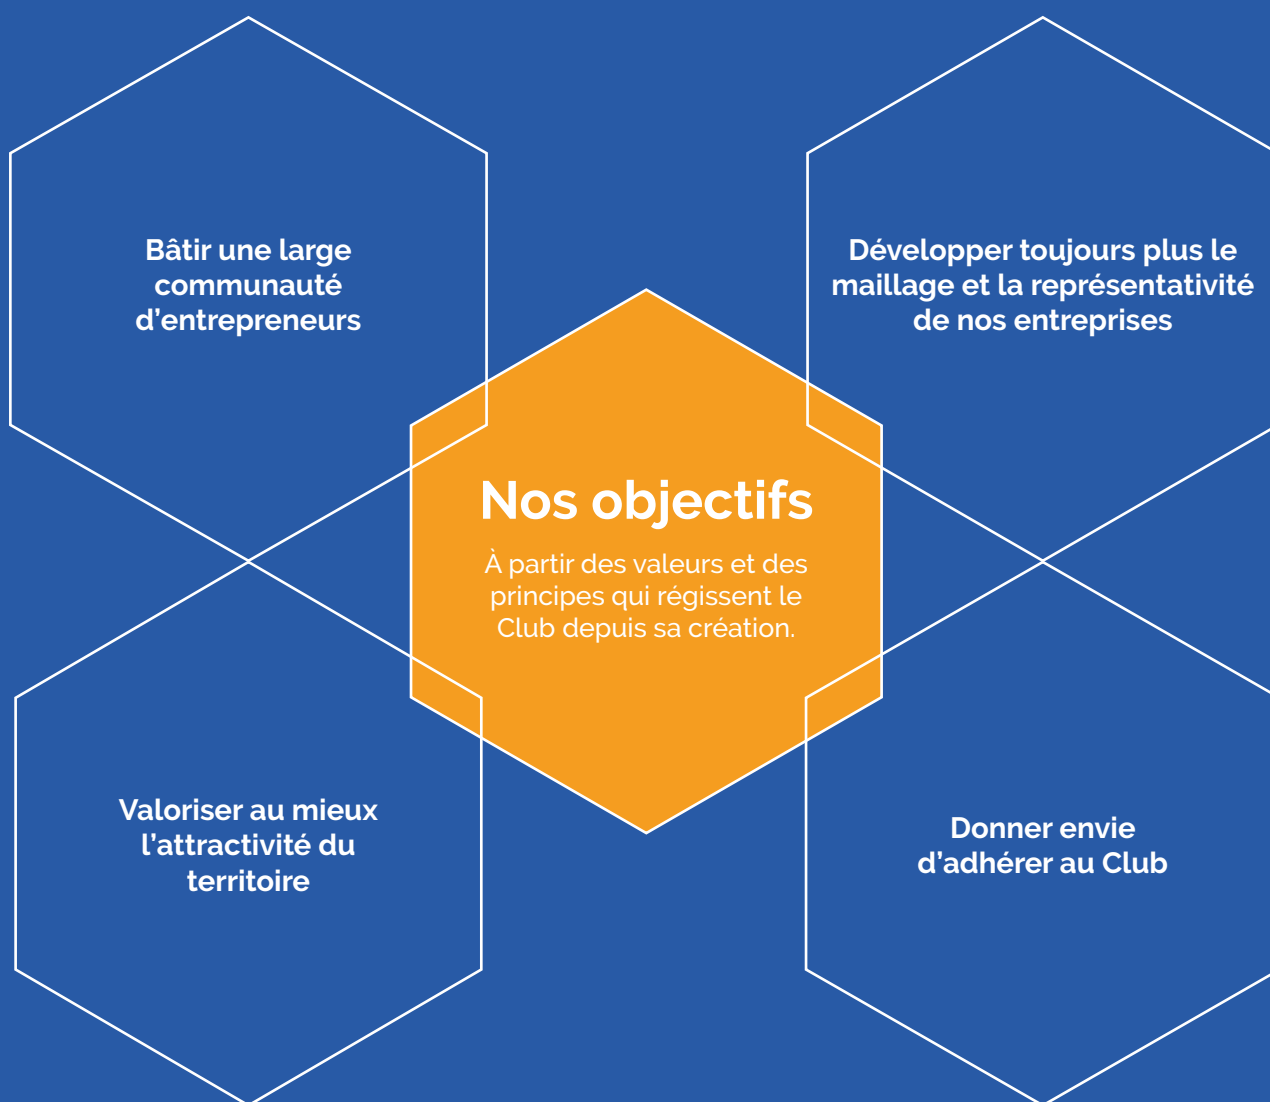 Bâtir une large
communauté
d’entrepreneurs
Développer toujours plus le
maillage et la représentativité
de nos entreprises
Nos objectifs
À partir des valeurs et des
principes qui régissent le
Club depuis sa création.
Valoriser au mieux
l’attractivité du
territoire
Donner envie
d’adhérer au Club